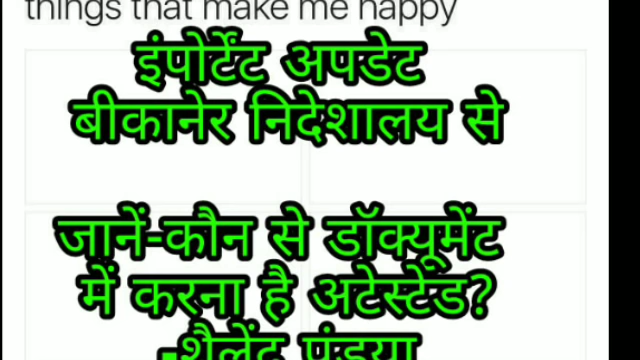 things that make me happy
इंपोर्टेंट अपडेट
बीकानेर निदेशालय से
जानें-कौन से डॉक्यूमेंट
में करना है अटेस्टेड?
-शैलेंद्र पंड्या